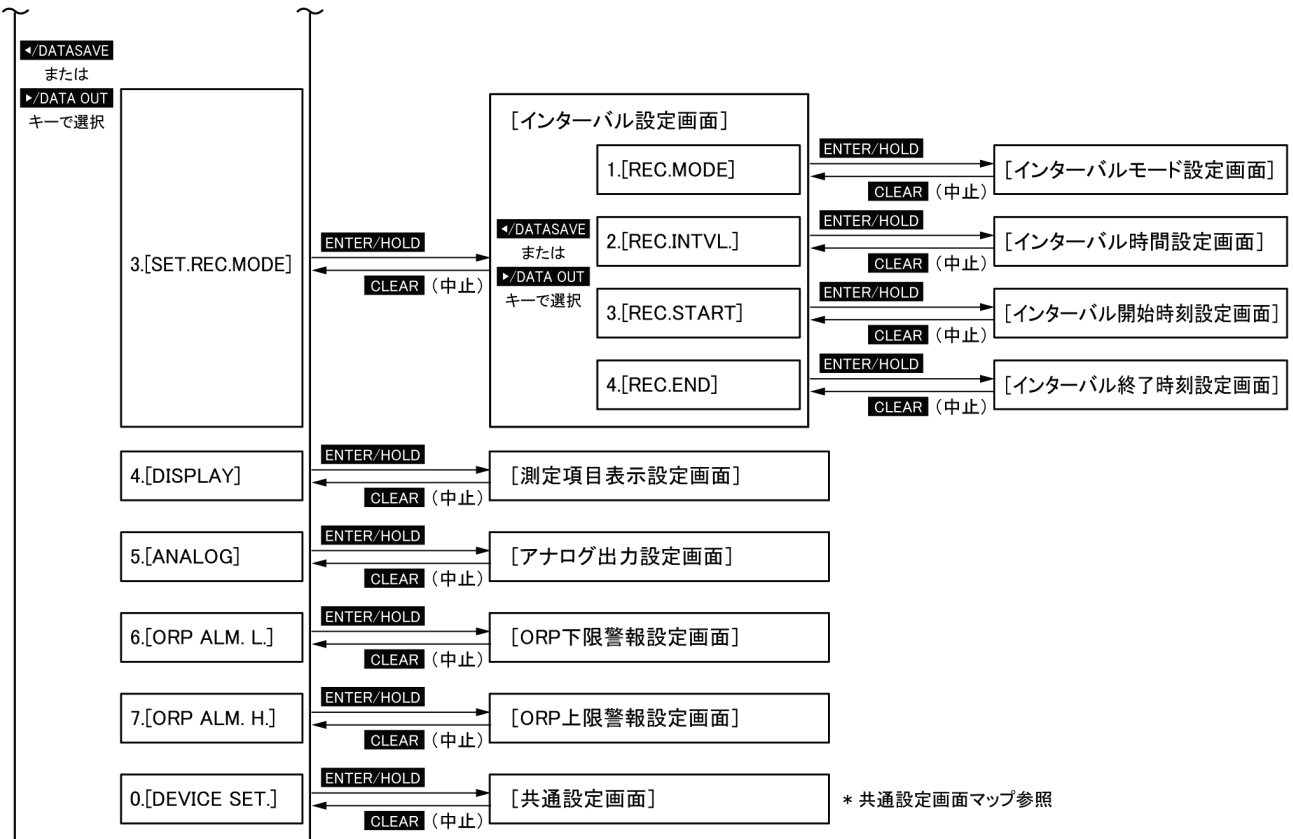 ◂/DATASAVE
または
▸/DATA OUT
キーで選択
3.[SET.REC.MODE]
ENTER/HOLD
CLEAR（中止）
［インターバル設定画面］
◂/DATASAVE
または
▸/DATA OUT
キーで選択
1.[REC.MODE]
ENTER/HOLD
CLEAR（中止）
［インターバルモード設定画面］
2.[REC.INTVL.]
ENTER/HOLD
CLEAR（中止）
［インターバル時間設定画面］
3.[REC.START]
ENTER/HOLD
CLEAR（中止）
［インターバル開始時刻設定画面］
4.[REC.END]
ENTER/HOLD
CLEAR（中止）
［インターバル終了時刻設定画面］
4.[DISPLAY]
ENTER/HOLD
CLEAR（中止）
［測定項目表示設定画面］
5.[ANALOG]
ENTER/HOLD
CLEAR（中止）
［アナログ出力設定画面］
6.[ORP ALM. L.]
ENTER/HOLD
CLEAR（中止）
［ORP下限警報設定画面］
7.[ORP ALM. H.]
ENTER/HOLD
CLEAR（中止）
［ORP上限警報設定画面］
0.[DEVICE SET.]
ENTER/HOLD
CLEAR（中止）
［共通設定画面］
* 共通設定画面マップ参照